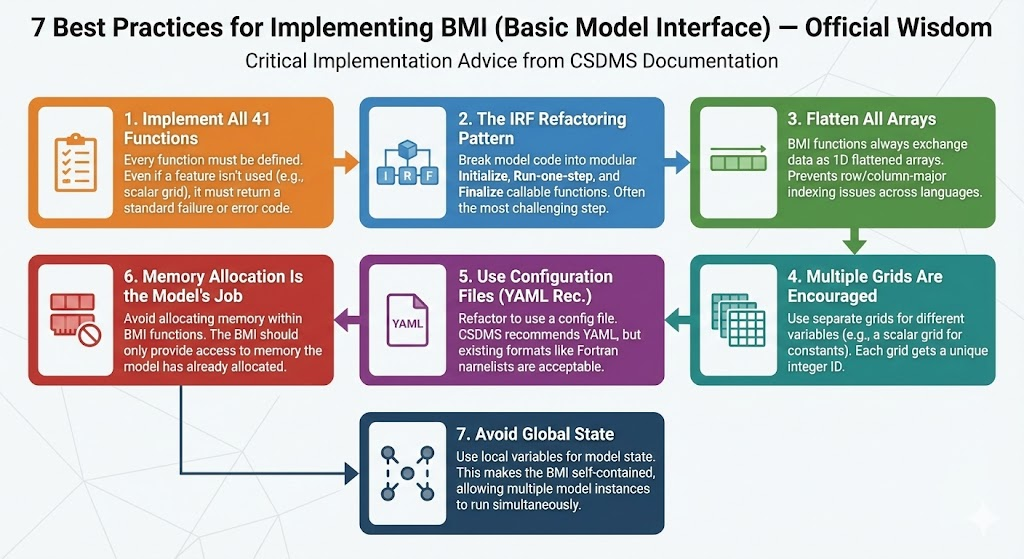 7 Best Practices for Implementing BMI (Basic Model Interface) — Official Wisdom
Critical Implementation Advice from CSDMS Documentation
1. Implement All 41
Functions
Every function must be defined.
Even if a feature isn't used (e.g.,
scalar grid), it must return a
standard failure or error code.
I R F
2. The IRF Refactoring
Pattern
Break model code into modular
Initialize, Run-one-step, and
Finalize callable functions. Often
the most challenging step.
3. Flatten All Arrays
BMI functions always exchange
data as 1D flattened arrays.
Prevents row/column-major
indexing issues across languages.
4. Multiple Grids Are
Encouraged
Use separate grids for different
variables (e.g., a scalar grid for
constants). Each grid gets a unique
integer ID.
YAML
5. Use Configuration
Files (YAML Rec.)
Refactor to use a config file.
CSDMS recommends YAML, but
existing formats like Fortran
namelists are acceptable.
6. Memory Allocation Is
the Model's Job
Avoid allocating memory within
BMI functions. The BMI should
only provide access to memory the
model has already allocated.
7. Avoid Global State
Use local variables for model state.
This makes the BMI self-contained,
allowing multiple model instances
to run simultaneously.